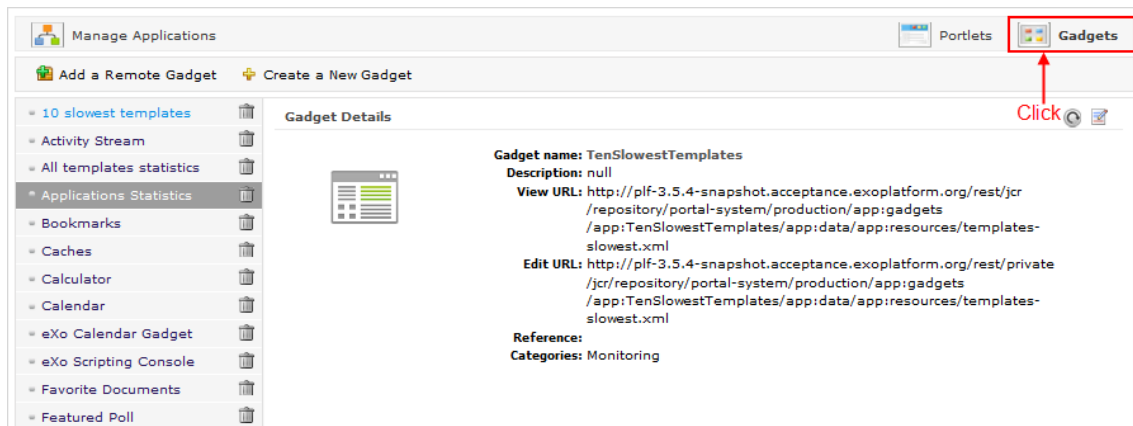 Manage Applications
Portlets
Gadgets
Add a Remote Gadget
Create a New Gadget
Click
10 slowest templates
Activity Stream
All templates statistics
Applications Statistics
Bookmarks
Caches
Calculator
Calendar
eXo Calendar Gadget
eXo Scripting Console
Favorite Documents
Featured Poll
Gadget Details
Gadget name: TenSlowestTemplates
Description: null
View URL: http://plf-3.5.4-snapshot.acceptance.exoplatform.org/rest/jcr
/repository/portal-system/production/app:gadgets
/app:TenSlowestTemplates/app:data/app:resources/templates-
slowest.xml
Edit URL: http://plf-3.5.4-snapshot.acceptance.exoplatform.org/rest/private
/jcr/repository/portal-system/production/app:gadgets
/app:TenSlowestTemplates/app:data/app:resources/templates-
slowest.xml
Reference:
Categories: Monitoring